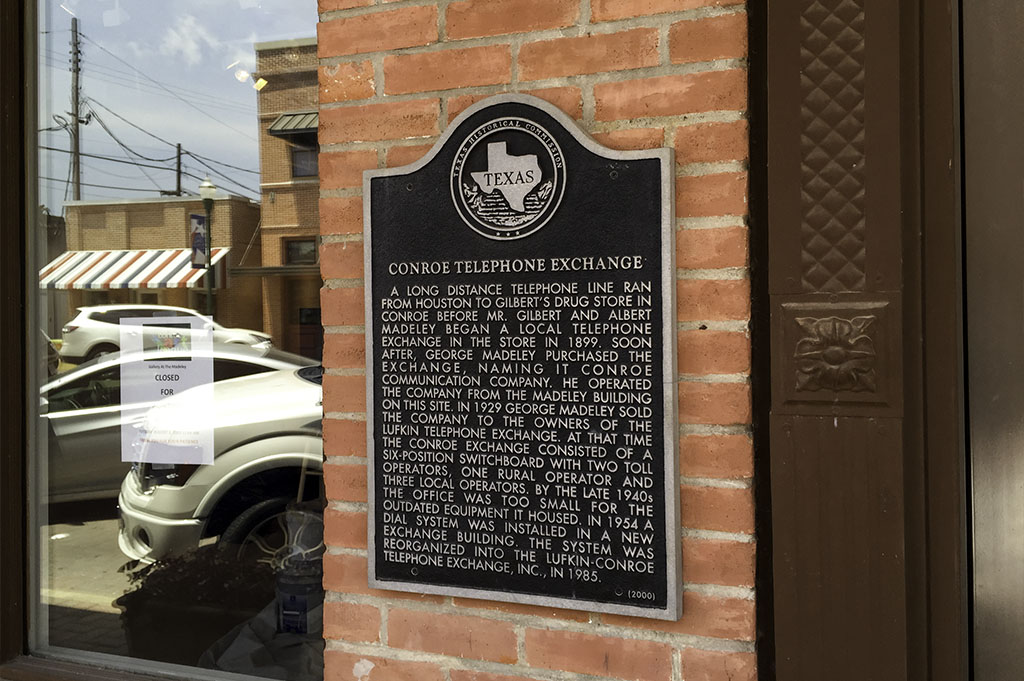 TEXAS HISTORICAL COMMISSION
TEXAS
CONROE TELEPHONE EXCHANGE
A LONG DISTANCE TELEPHONE LINE RAN
FROM HOUSTON TO GILBERT'S DRUG STORE IN
CONROE BEFORE MR. GILBERT AND ALBERT
MADELEY BEGAN A LOCAL TELEPHONE
EXCHANGE IN THE STORE IN 1899. SOON
AFTER, GEORGE MADELEY PURCHASED THE
EXCHANGE, NAMING IT CONROE
COMMUNICATION COMPANY. HE OPERATED
THE COMPANY FROM THE MADELEY BUILDING
ON THIS SITE. IN 1929 GEORGE MADELEY SOLD
THE COMPANY TO THE OWNERS OF THE
LUFKIN TELEPHONE EXCHANGE. AT THAT TIME
THE CONROE EXCHANGE CONSISTED OF A
SIX-POSITION SWITCHBOARD WITH TWO TOLL
OPERATORS, ONE RURAL OPERATOR AND
THREE LOCAL OPERATORS. BY THE LATE 1940s
THE OFFICE WAS TOO SMALL FOR THE
OUTDATED EQUIPMENT IT HOUSED. IN 1954 A
DIAL SYSTEM WAS INSTALLED IN A NEW
EXCHANGE BUILDING. THE SYSTEM WAS
REORGANIZED INTO THE LUFKIN-CONROE
TELEPHONE EXCHANGE, INC., IN 1985.
(2000)
Gallery At The Madeley
CLOSED
FOR